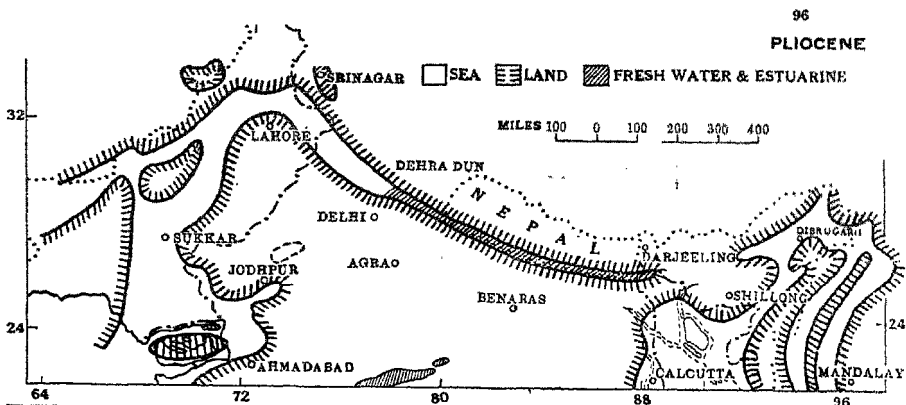 96
PLIOCENE
SRINAGAR SEA LAND FRESH WATER & ESTUARINE
32
MILES 100 0 100 200 300 400
LAHORE
DEHRA DUN
NEPAL
DELHI
SUKKAR
DIBRUGARH
DARJEELING
AGRA
JODHPUR
BENARAS
SHILLONG
24
24
AHMADABAD
CALCUTTA
MANDALAY
64 72 80 88 96